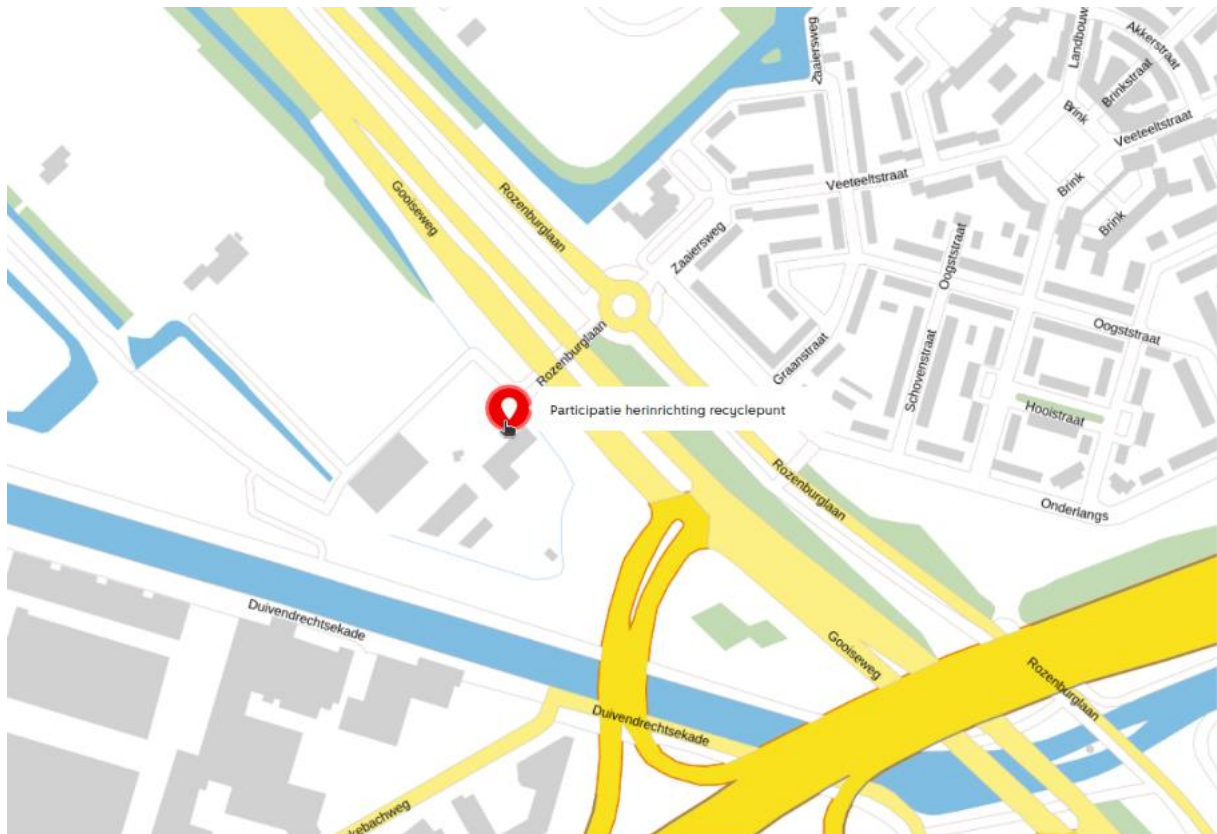 Zaaiersweg
Landbouw
Akkerstraat
Brinkstraat
Brink
Veeteeltstraat
Veeteeltstraat
Brink
Brink
Gooiseweg
Rozenburglaan
Zaaiersweg
Oogststraat
Oogststraat
Rozenburglaan
Graanstraat
Schovenstraat
Hooistraat
Participatie herinrichting recyclepunt
Rozenburglaan
Onderlangs
Duivendrechtsekade
Gooiseweg
Rozenburglaan
Duivendrechtsekade
kebachweg